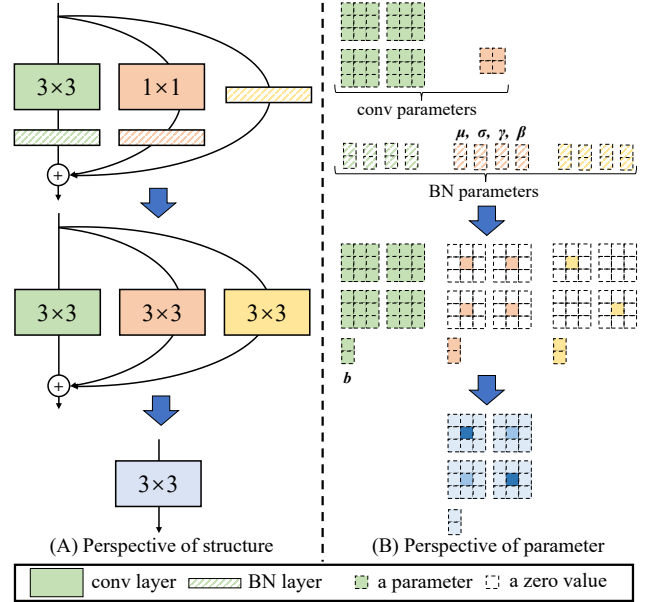 3×3
1×1
+
3×3
3×3
3×3
+
3×3
(A) Perspective of structure
conv parameters
μ, σ, γ, β
BN parameters
b
(B) Perspective of parameter
conv layer
BN layer
a parameter
a zero value